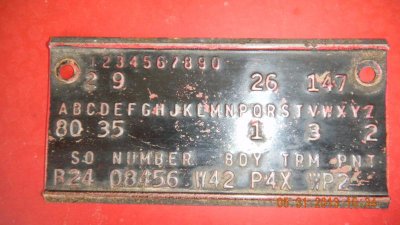 1234567890
2 9 26 147
ABCDEFGHJKLMNPQRSTVWXYZ
80 35 1 3 2
SO NUMBER BDY TRM PNT
B24 08456 W42 P4X WP2